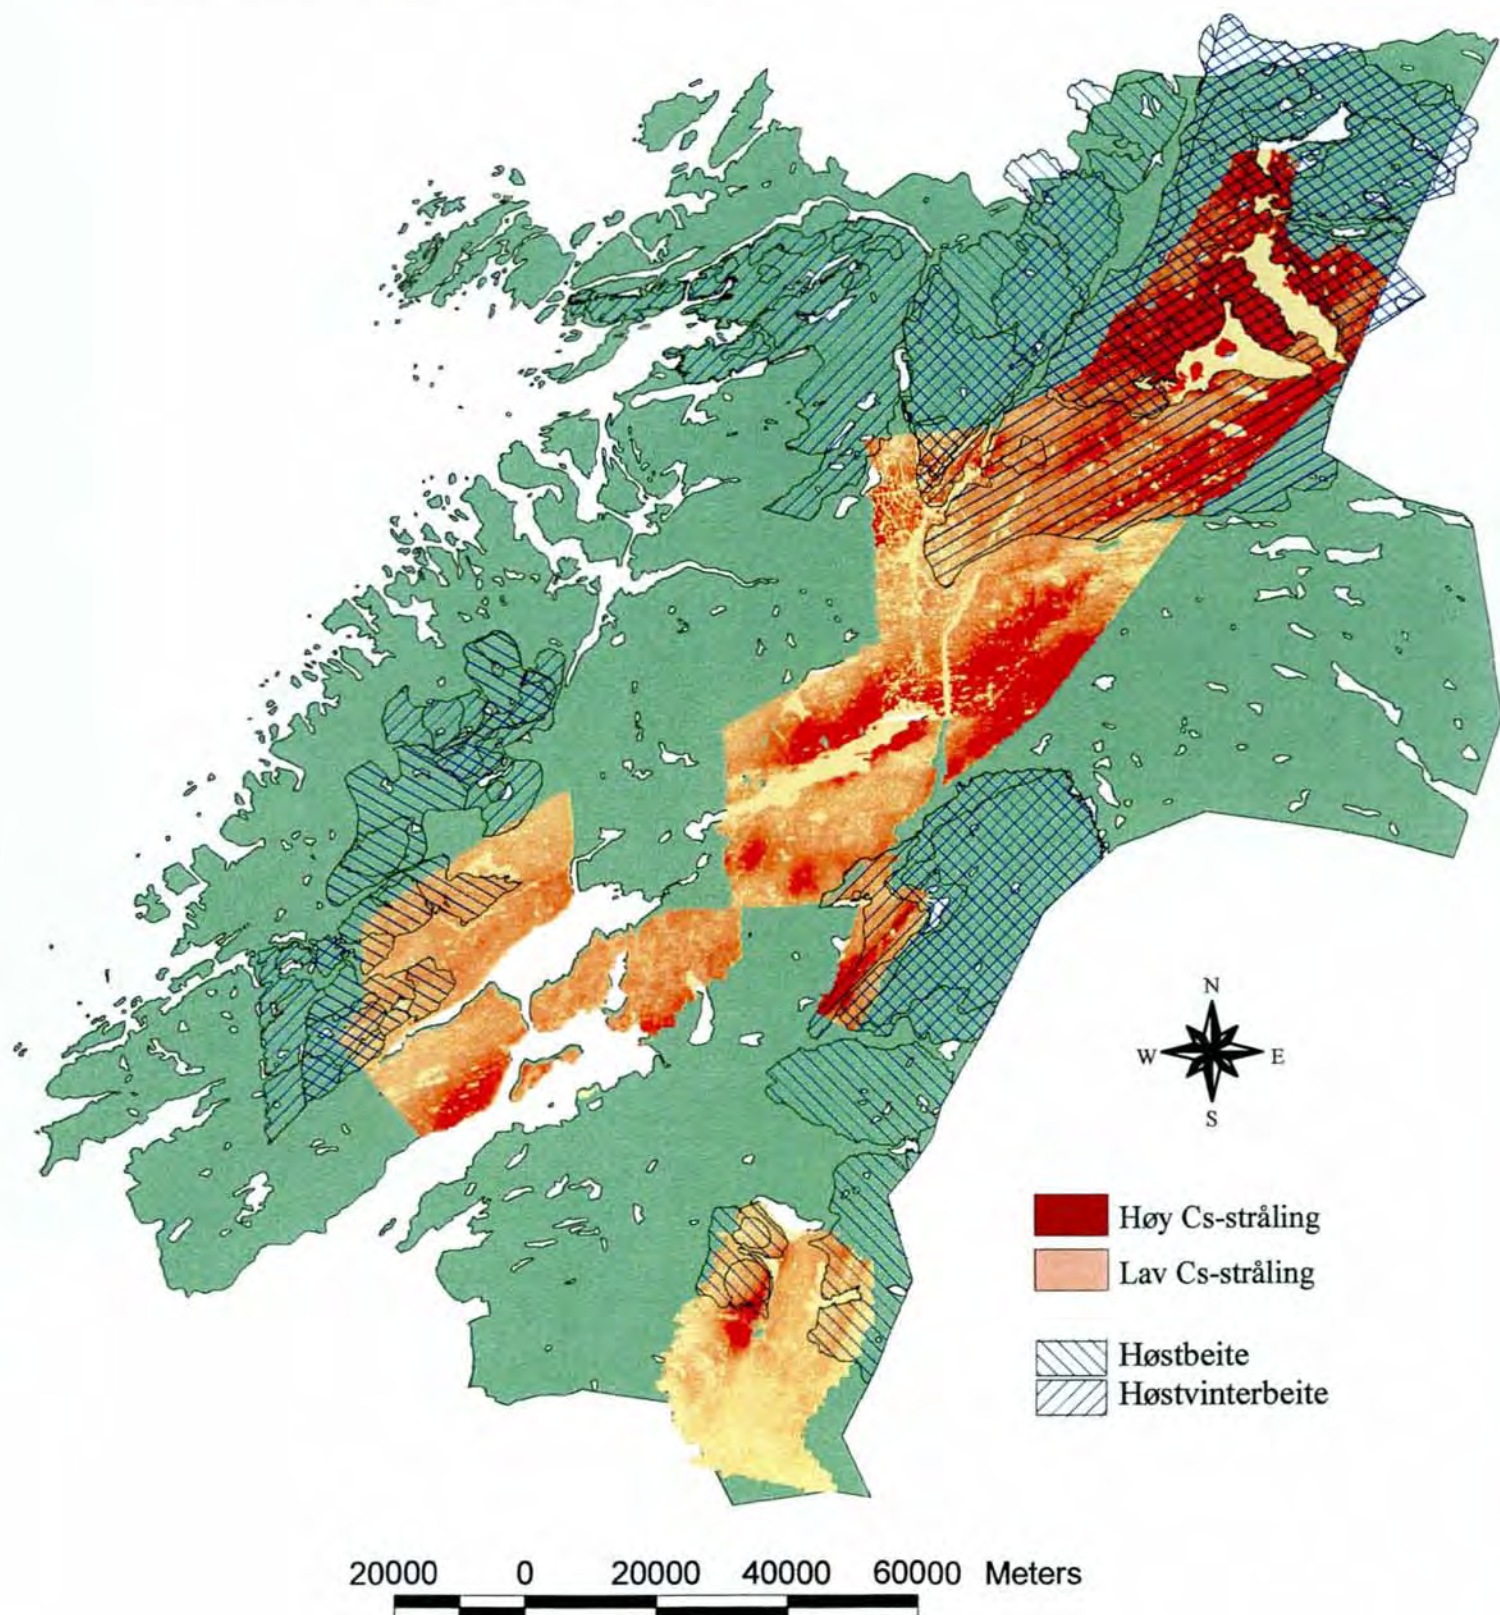 N
W E
S
Høy Cs-stråling
Lav Cs-stråling
Høstbeite
Høstvinterbeite
20000 0 20000 40000 60000 Meters